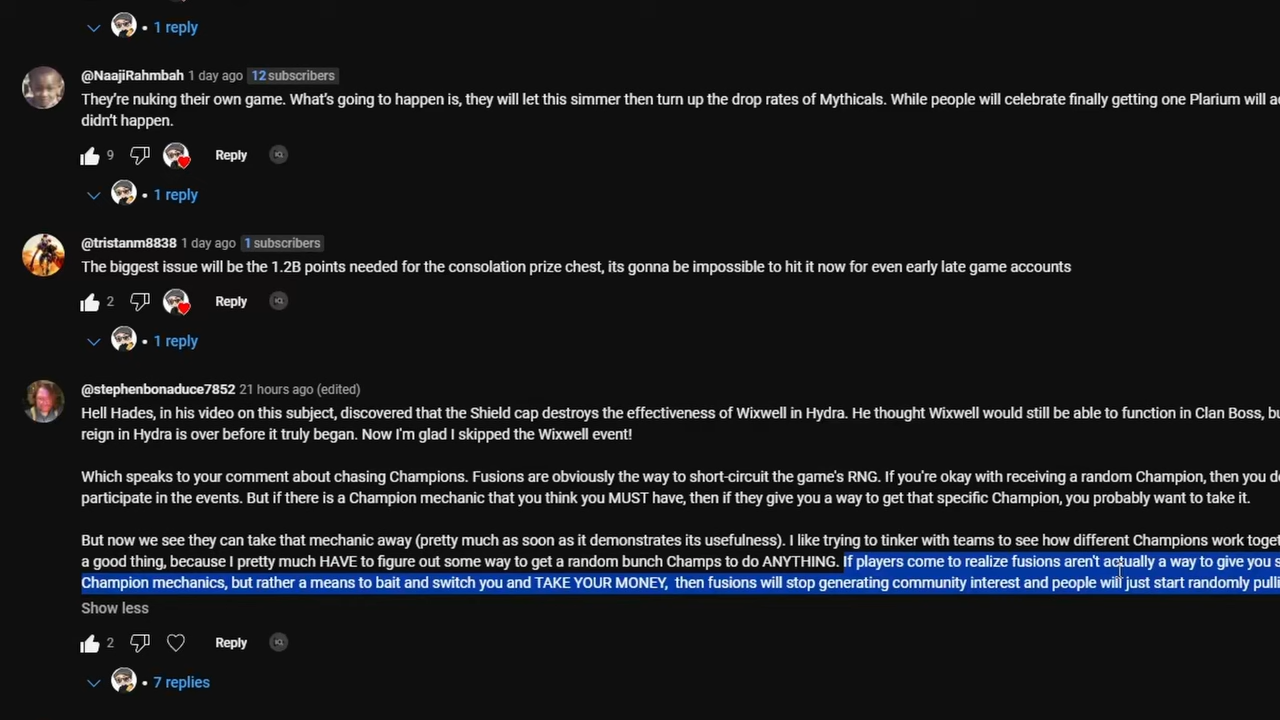 1 reply
@NaajiRahmbah 1 day ago 12 subscribers
They're nuking their own game. What's going to happen is, they will let this simmer then turn up the drop rates of Mythicals. While people will celebrate finally getting one Plarium will
didn't happen.
9 Reply
1 reply
@tristanm8838 1 day ago 1 subscribers
The biggest issue will be the 1.2B points needed for the consolation prize chest, its gonna be impossible to hit it now for even early late game accounts
2 Reply
1 reply
@stephenbonaduce7852 21 hours ago (edited)
Hell Hades, in his video on this subject, discovered that the Shield cap destroys the effectiveness of Wixwell in Hydra. He thought Wixwell would still be able to function in Clan Boss,
reign in Hydra is over before it truly began. Now I'm glad I skipped the Wixwell event!
Which speaks to your comment about chasing Champions. Fusions are obviously the way to short-circuit the game's RNG. If you're okay with receiving a random Champion, then you
participate in the events. But if there is a Champion mechanic that you think you MUST have, then if they give you a way to get that specific Champion, you probably want to take it.
But now we see they can take that mechanic away (pretty much as soon as it demonstrates its usefulness). I like trying to tinker with teams to see how different Champions work
a good thing, because I pretty much HAVE to figure out some way to get a random bunch Champs to do ANYTHING. If players come to realize fusions aren't actually a way to give you
Champion mechanics, but rather a means to bait and switch you and TAKE YOUR MONEY, then fusions will stop generating community interest and people will just start randomly
Show less
2 Reply
7 replies